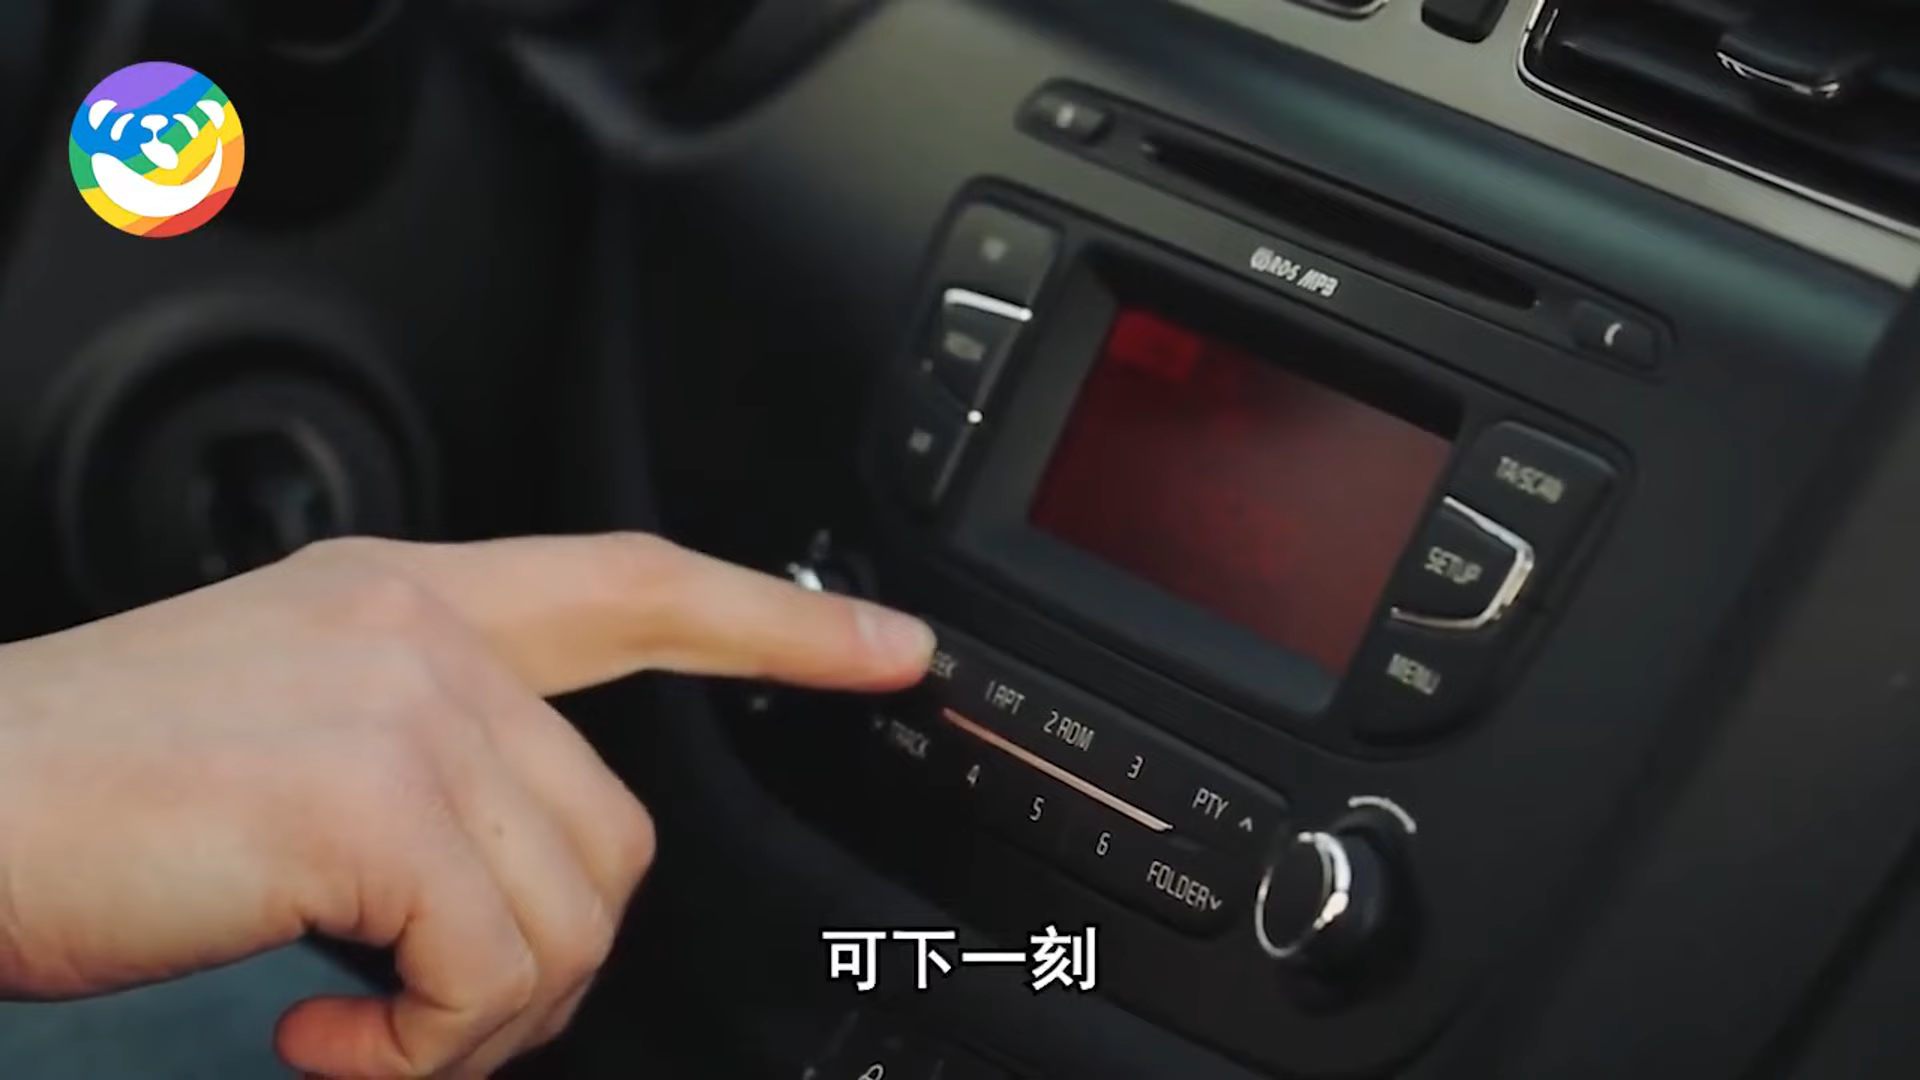 RDS MP3
TA/SCAN
SETUP
MENU
EEK
1 RPT
2 RDM
3
PTY ∧
TRACK
4
5
6
FOLDER ∨
可下一刻